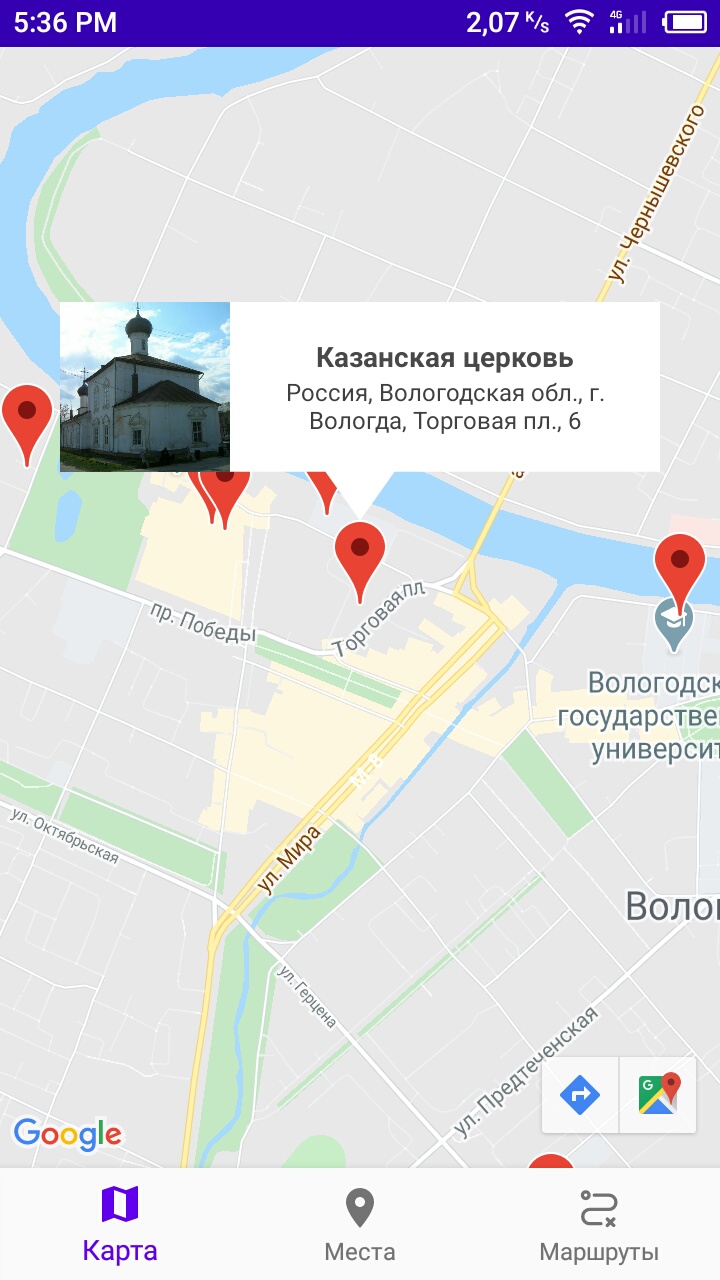 5:36 PM
2,07 K/s
4G
ул. Чернышевского
Казанская церковь
Россия, Вологодская обл., г.
Вологда, Торговая пл., 6
Торговая пл
пр. Победы
Вологодск
государстве
университ
М-8
ул. Октябрьская
ул. Мира
Волог
ул. Герцена
ул. Предтеченская
G
Google
Карта
Места
Маршруты